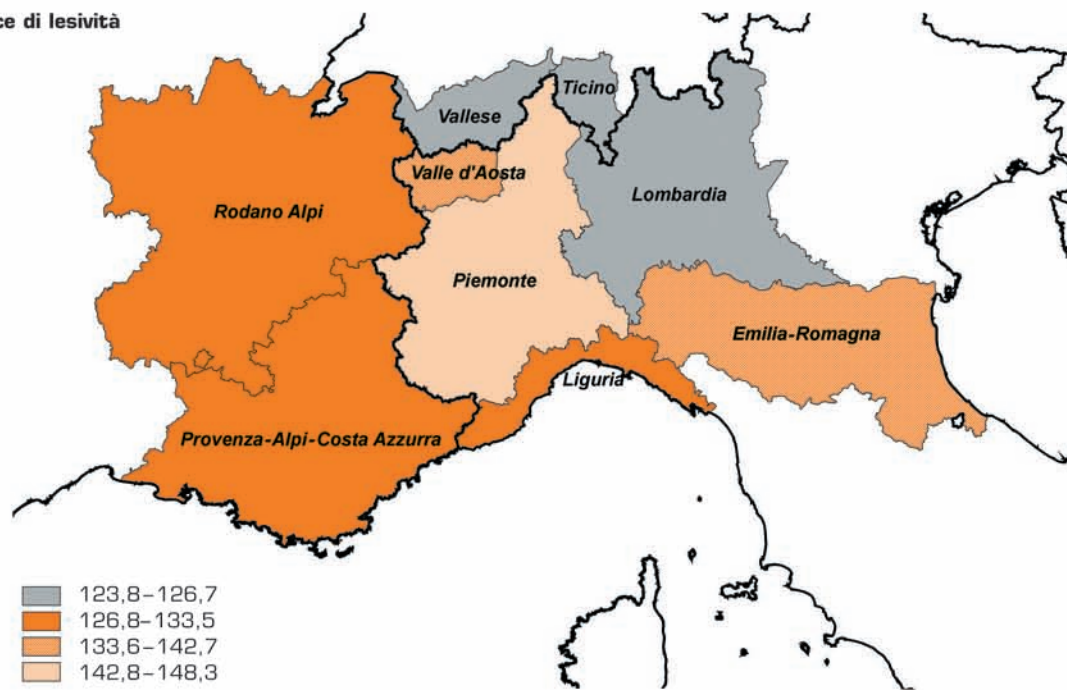 ce di lesività
Ticino
Vallese
Valle d'Aosta
Lombardia
Rodano Alpi
Piemonte
Emilia-Romagna
Liguria
Provenza-Alpi-Costa Azzurra
123,8–126,7
126,8–133,5
133,6–142,7
142,8–148,3